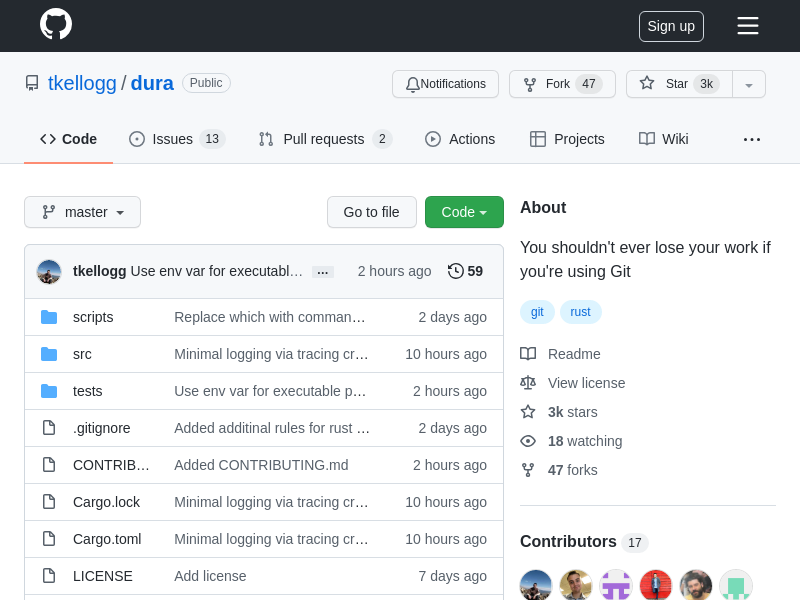 Sign up
tkellogg / dura Public
Notifications Fork 47 Star 3k
Code Issues 13 Pull requests 2 Actions Projects Wiki ...
master Go to file Code
tkellogg Use env var for executabl… ... 2 hours ago 59
scripts Replace which with comman… 2 days ago
src Minimal logging via tracing cr… 10 hours ago
tests Use env var for executable p… 2 hours ago
.gitignore Added additinal rules for rust … 2 days ago
CONTRIB… Added CONTRIBUTING.md 2 hours ago
Cargo.lock Minimal logging via tracing cr… 10 hours ago
Cargo.toml Minimal logging via tracing cr… 10 hours ago
LICENSE Add license 7 days ago
About
You shouldn't ever lose your work if
you're using Git
git rust
Readme
View license
3k stars
18 watching
47 forks
Contributors 17